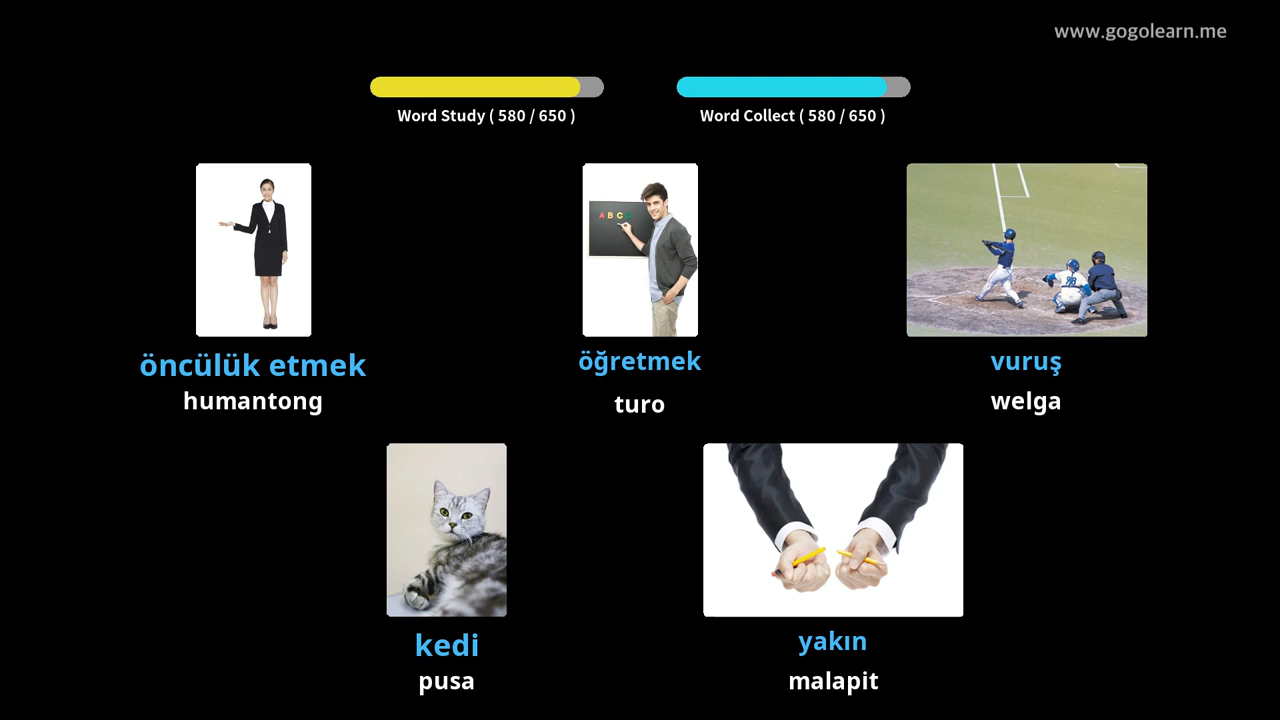 www.gogolearn.me
Word Study ( 580 / 650 )
Word Collect ( 580 / 650 )
A B C
öncülük etmek
humantong
öğretmek
turo
vuruş
welga
kedi
pusa
yakın
malapit